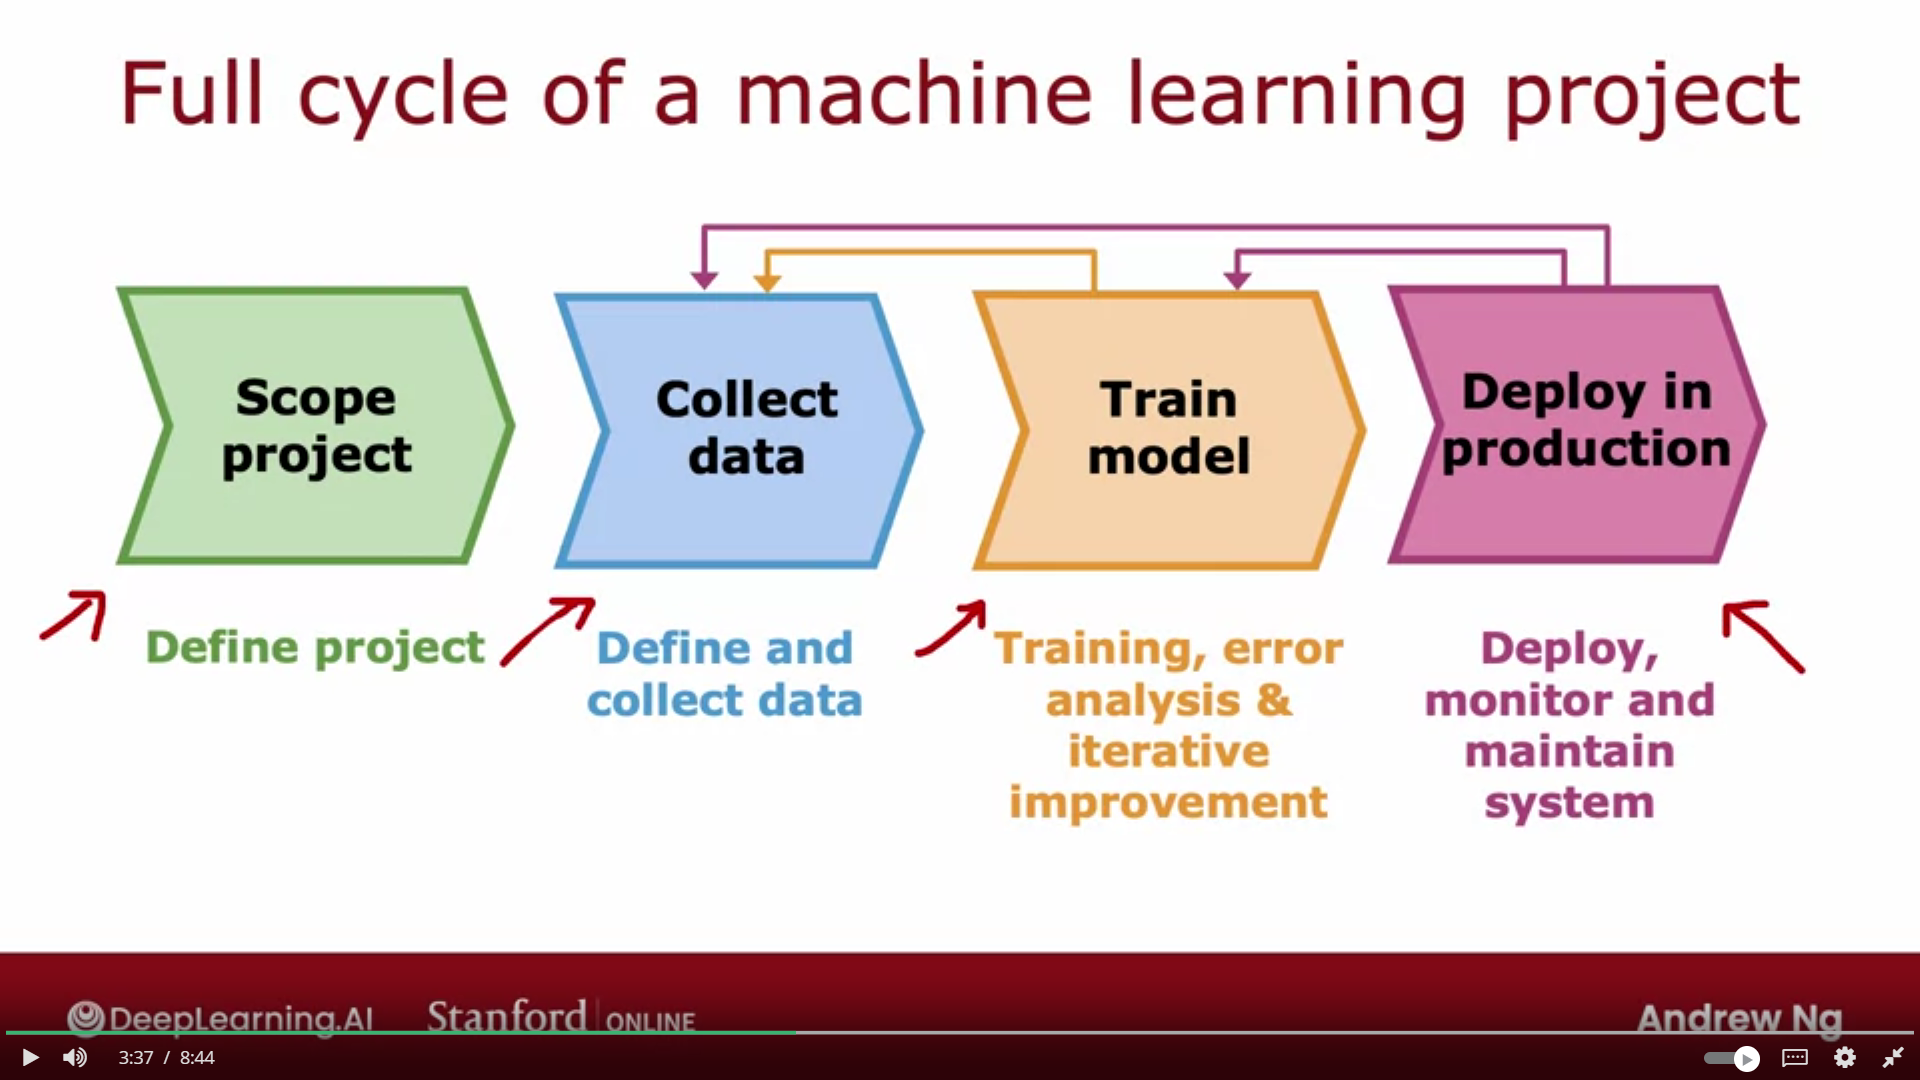 Full cycle of a machine learning project
Scope
project
Collect
data
Train
model
Deploy in
production
Define project
Define and
collect data
Training, error
analysis &
iterative
improvement
Deploy,
monitor and
maintain
system
DeepLearning.AI
Stanford | ONLINE
Andrew Ng
3:37 / 8:44